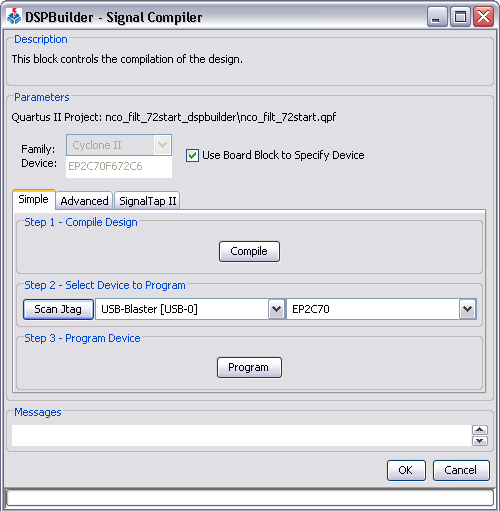 DSPBuilder - Signal Compiler
Description
This block controls the compilation of the design.
Parameters
Quartus II Project: nco_filt_72start_dspbuilder\nco_filt_72start.qpf
Family: Cyclone II
Device: EP2C70F672C6
Use Board Block to Specify Device
Simple Advanced SignalTap II
Step 1 - Compile Design
Compile
Step 2 - Select Device to Program
Scan Jtag USB-Blaster [USB-0] EP2C70
Step 3 - Program Device
Program
Messages
OK Cancel